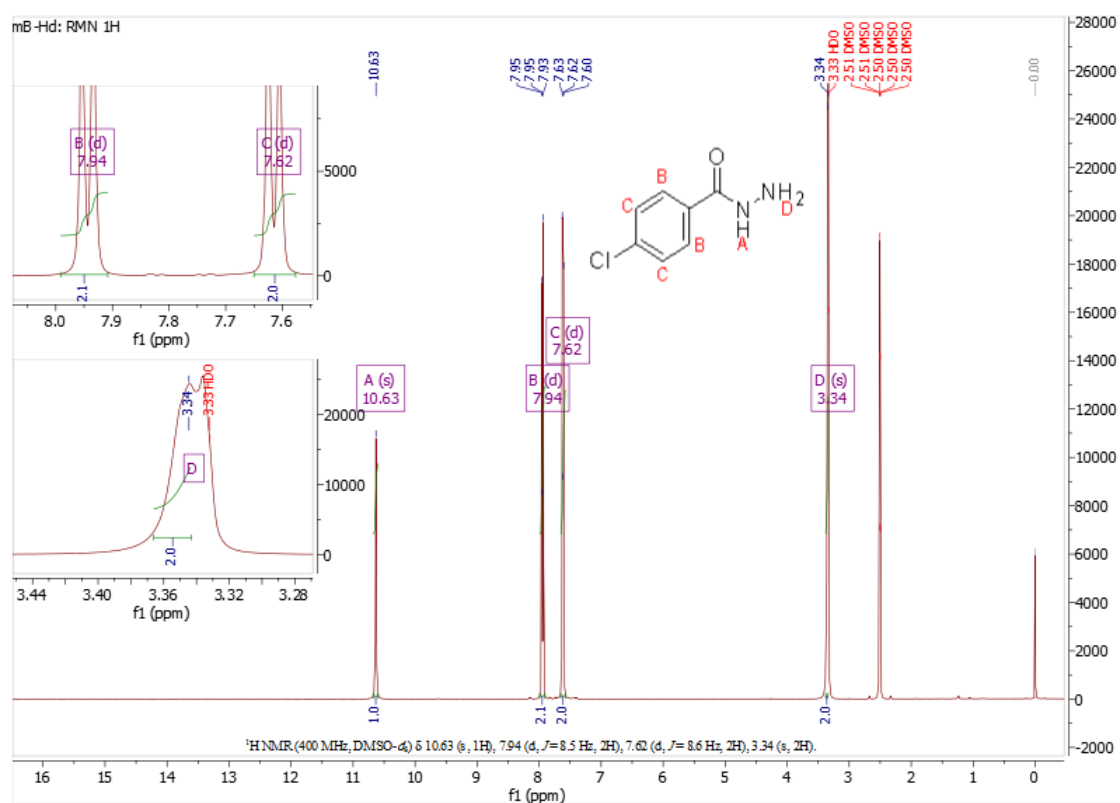 mB-Hd: RMN 1H
10.63
7.95
7.95
7.93
7.63
7.62
7.60
3.34
3.33 HDO
2.51 DMSO
2.51 DMSO
2.50 DMSO
2.50 DMSO
2.50 DMSO
0.00
B (d)
7.94
C (d)
7.62
5000
0
2.1
2.0
8.0 7.9 7.8 7.7 7.6
f1 (ppm)
3.34
3.33 HDO
D
20000
10000
0
2.0
3.44 3.40 3.36 3.32 3.28
f1 (ppm)
O
B
NH2
C
N
D
H
B
A
Cl
C
A (s)
10.63
B (d)
7.94
C (d)
7.62
D (s)
3.34
28000
26000
24000
22000
20000
18000
16000
14000
12000
10000
8000
6000
4000
2000
0
-2000
1.0
2.1
2.0
2.0
¹H NMR (400 MHz, DMSO-d₆) δ 10.63 (s, 1H), 7.94 (d, J = 8.5 Hz, 2H), 7.62 (d, J = 8.6 Hz, 2H), 3.34 (s, 2H).
16 15 14 13 12 11 10 9 8 7 6 5 4 3 2 1 0
f1 (ppm)